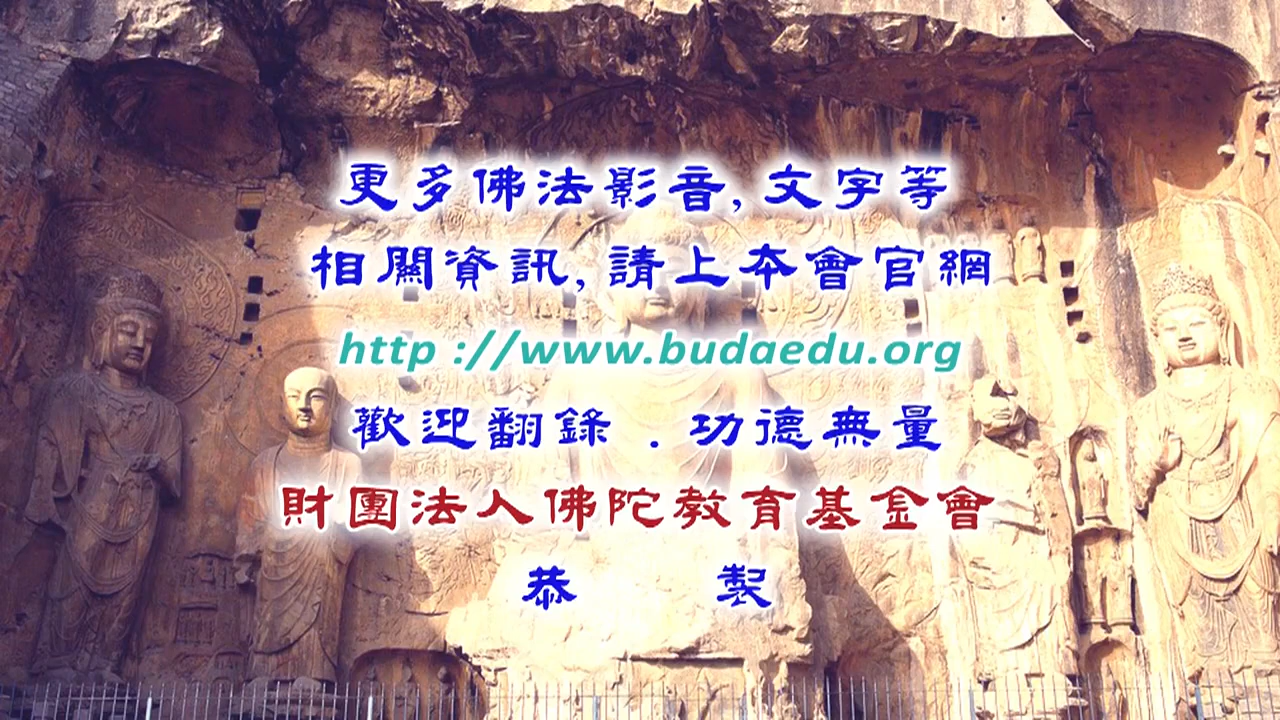 更多佛法影音,文字等
相關資訊,請上本會官網
http ://www.budaedu.org
歡迎翻錄 . 功德無量
財團法人佛陀教育基金會
恭 製